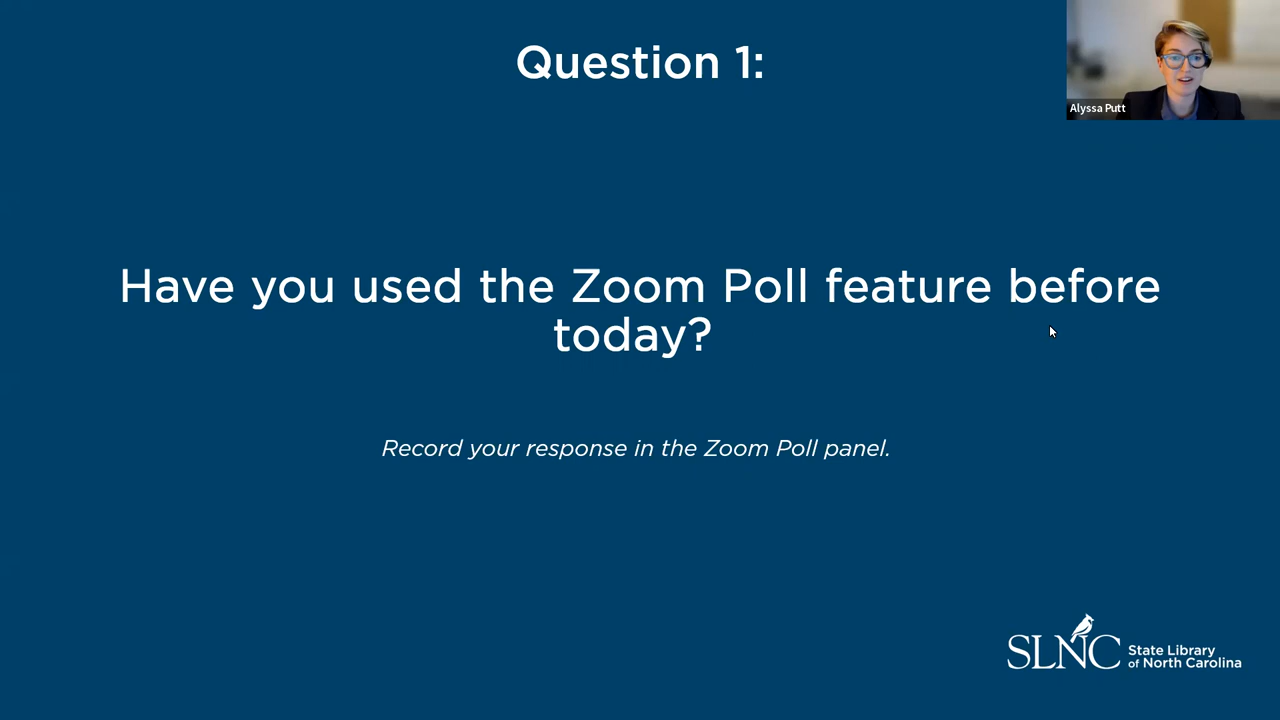 Question 1:
Alyssa Putt
Have you used the Zoom Poll feature before
today?
Record your response in the Zoom Poll panel.
SLNC State Library
of North Carolina